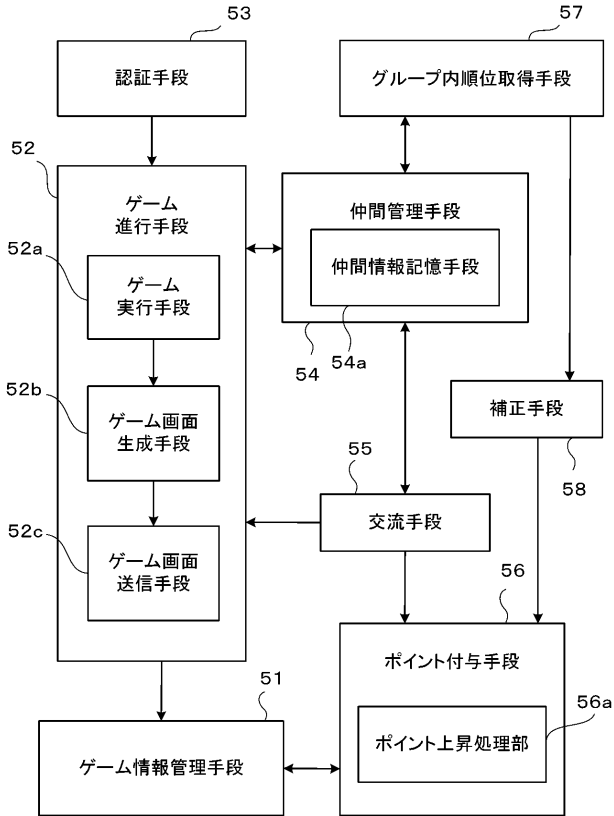 53
認証手段
57
グループ内順位取得手段
52
ゲーム
進行手段
52a
ゲーム
実行手段
52b
ゲーム画面
生成手段
52c
ゲーム画面
送信手段
仲間管理手段
仲間情報記憶手段
54
54a
補正手段
58
55
交流手段
56
ポイント付与手段
56a
ポイント上昇処理部
51
ゲーム情報管理手段